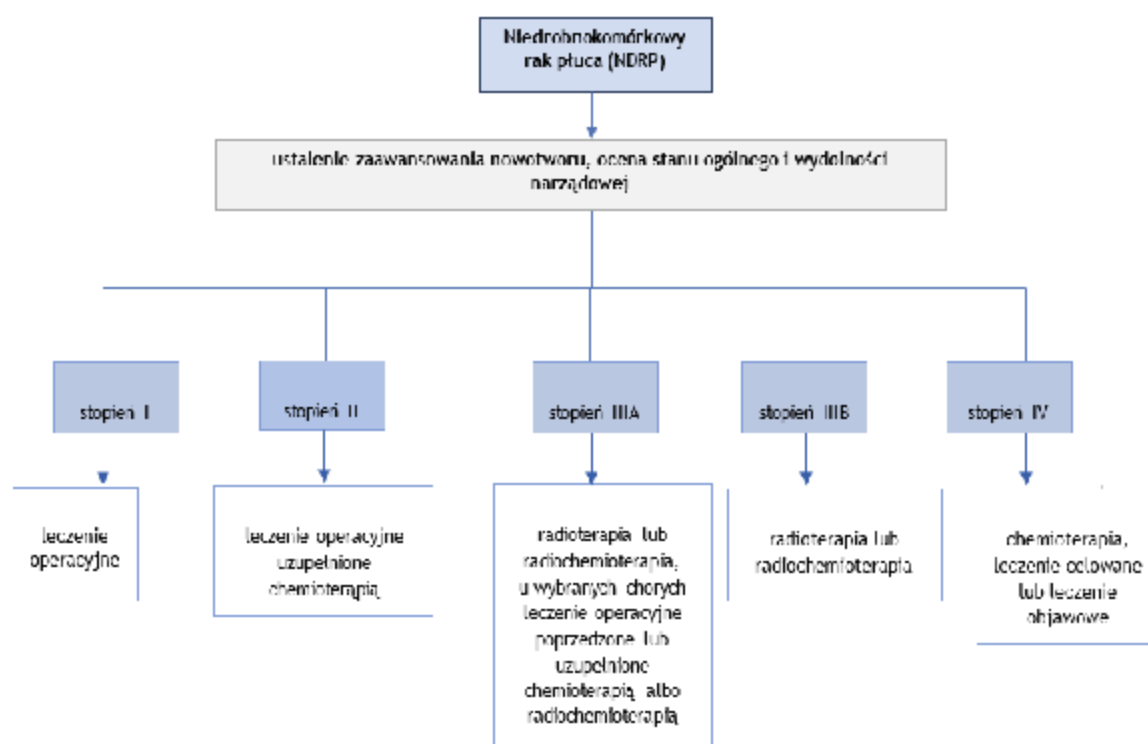 Niedrobnokomórkowy
rak płuca (NDRP)
ustalenie zaawansowania nowotworu, ocena stanu ogólnego i wydolności
narządowej
stopień I
stopień II
stopień IIIA
stopień IIIB
stopień IV
leczenie
operacyjne
leczenie operacyjne
uzupełnione
chemioterąpią
radioterapia lub
radiochemioterapia,
u wybranych chorych
leczenie operacyjne
poprzedzone lub
uzupełnione
chemioterapią albo
radiochemioterapią
radioterapia lub
radiochemioterapia
chemioterapia,
leczenie celowane
lub leczenie
objawowe